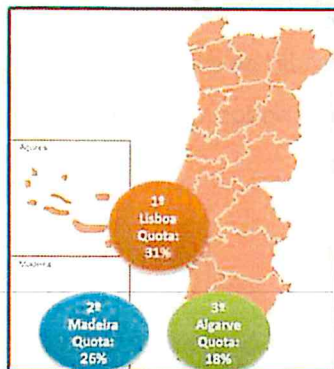 Açores
1º
Lisboa
Quota:
31%
Madeira
2º
Madeira
Quota:
26%
3º
Algarve
Quota:
18%